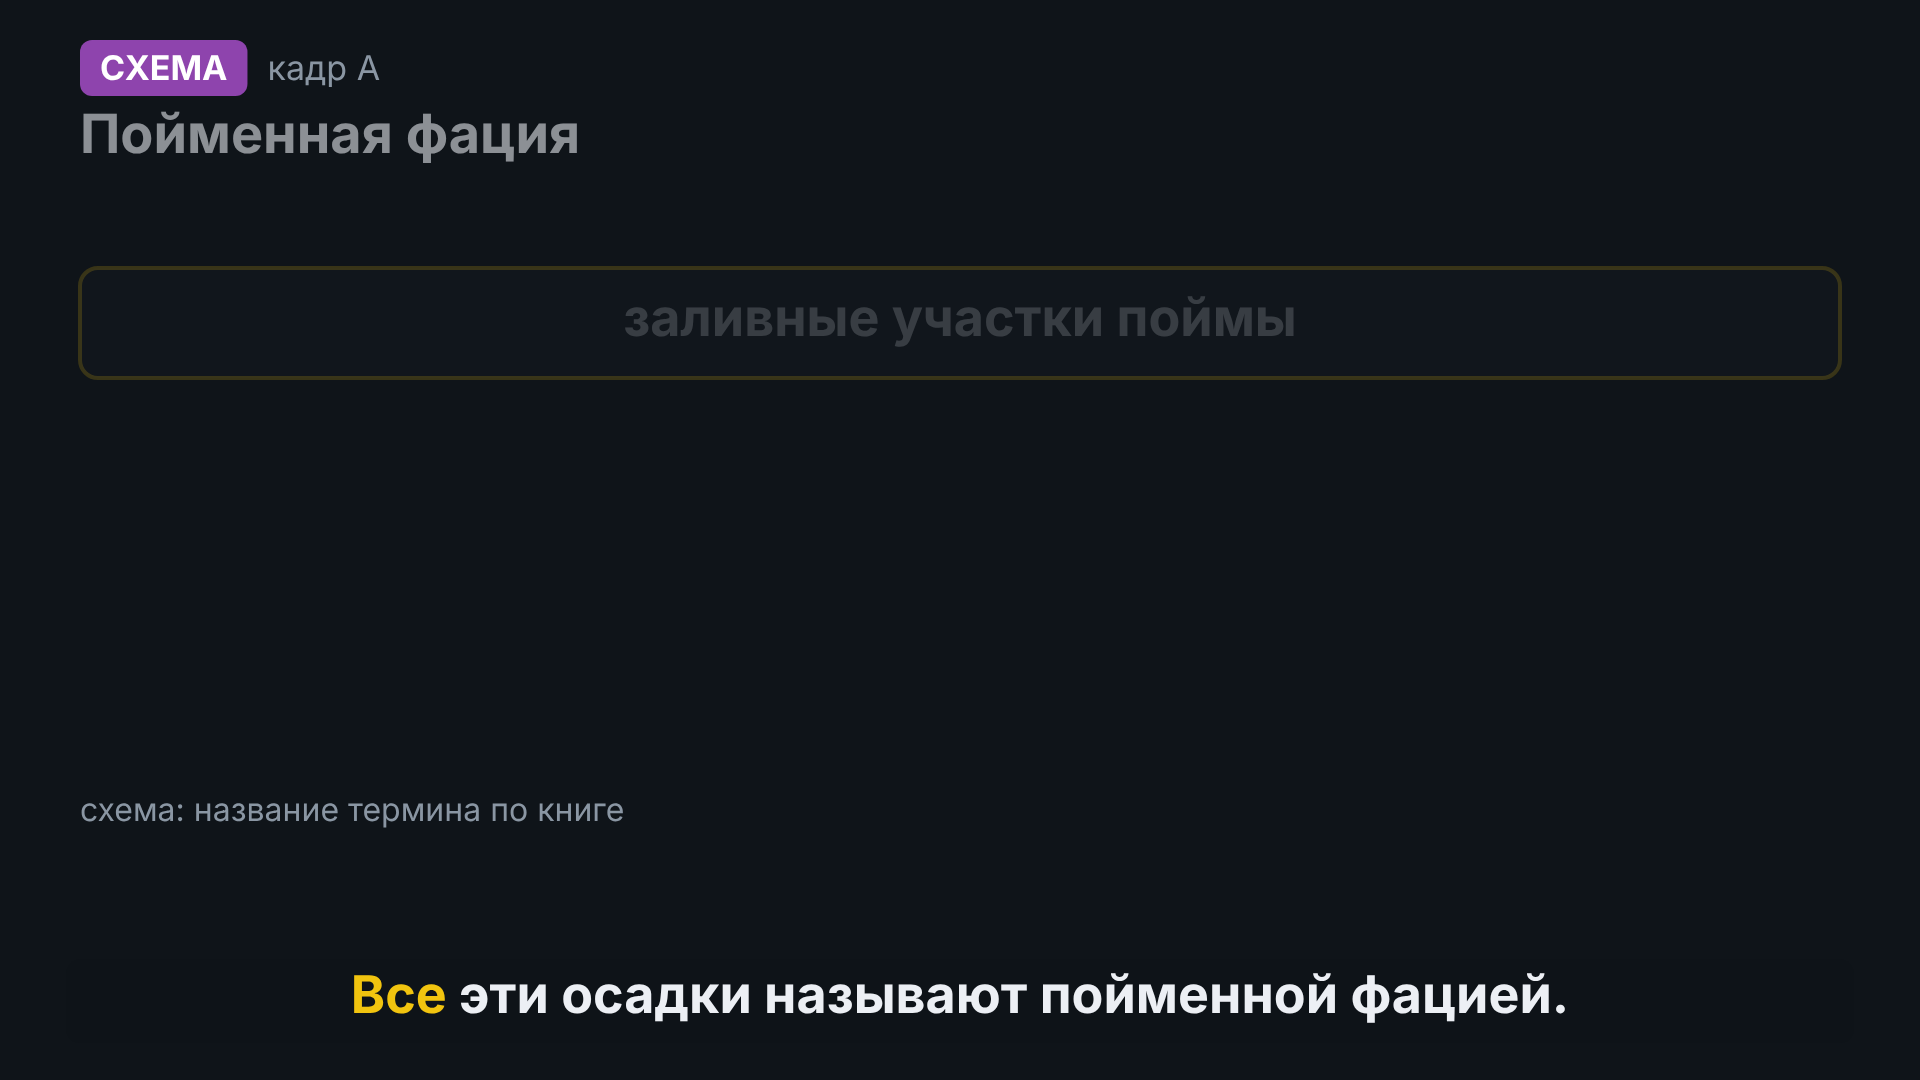 СХЕМА кадр А
Пойменная фация
заливные участки поймы
схема: название термина по книге
Все эти осадки называют пойменной фацией.